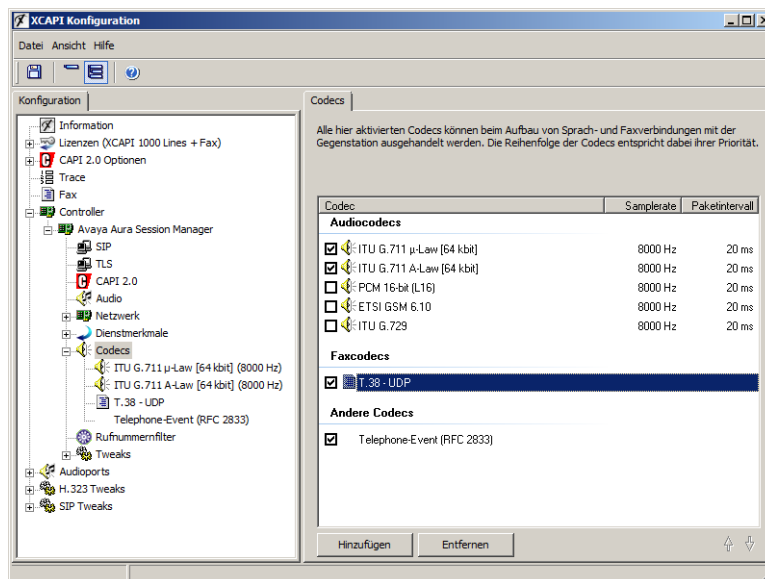 XCAPI Konfiguration
Datei Ansicht Hilfe
Konfiguration
Information
Lizenzen (XCAPI 1000 Lines + Fax)
CAPI 2.0 Optionen
Trace
Fax
Controller
Avaya Aura Session Manager
SIP
TLS
CAPI 2.0
Audio
Netzwerk
Dienstmerkmale
Codecs
ITU G.711 µ-Law [64 kbit] (8000 Hz)
ITU G.711 A-Law [64 kbit] (8000 Hz)
T.38 - UDP
Telephone-Event (RFC 2833)
Rufnummernfilter
Tweaks
Audioports
H.323 Tweaks
SIP Tweaks
Codecs
Alle hier aktivierten Codecs können beim Aufbau von Sprach- und Faxverbindungen mit der
Gegenstation ausgehandelt werden. Die Reihenfolge der Codecs entspricht dabei ihrer Priorität.
Codec Samplerate Paketintervall
Audiocodecs
ITU G.711 µ-Law [64 kbit] 8000 Hz 20 ms
ITU G.711 A-Law [64 kbit] 8000 Hz 20 ms
PCM 16-bit (L16) 8000 Hz 20 ms
ETSI GSM 6.10 8000 Hz 20 ms
ITU G.729 8000 Hz 20 ms
Faxcodecs
T.38 - UDP
Andere Codecs
Telephone-Event (RFC 2833)
Hinzufügen Entfernen